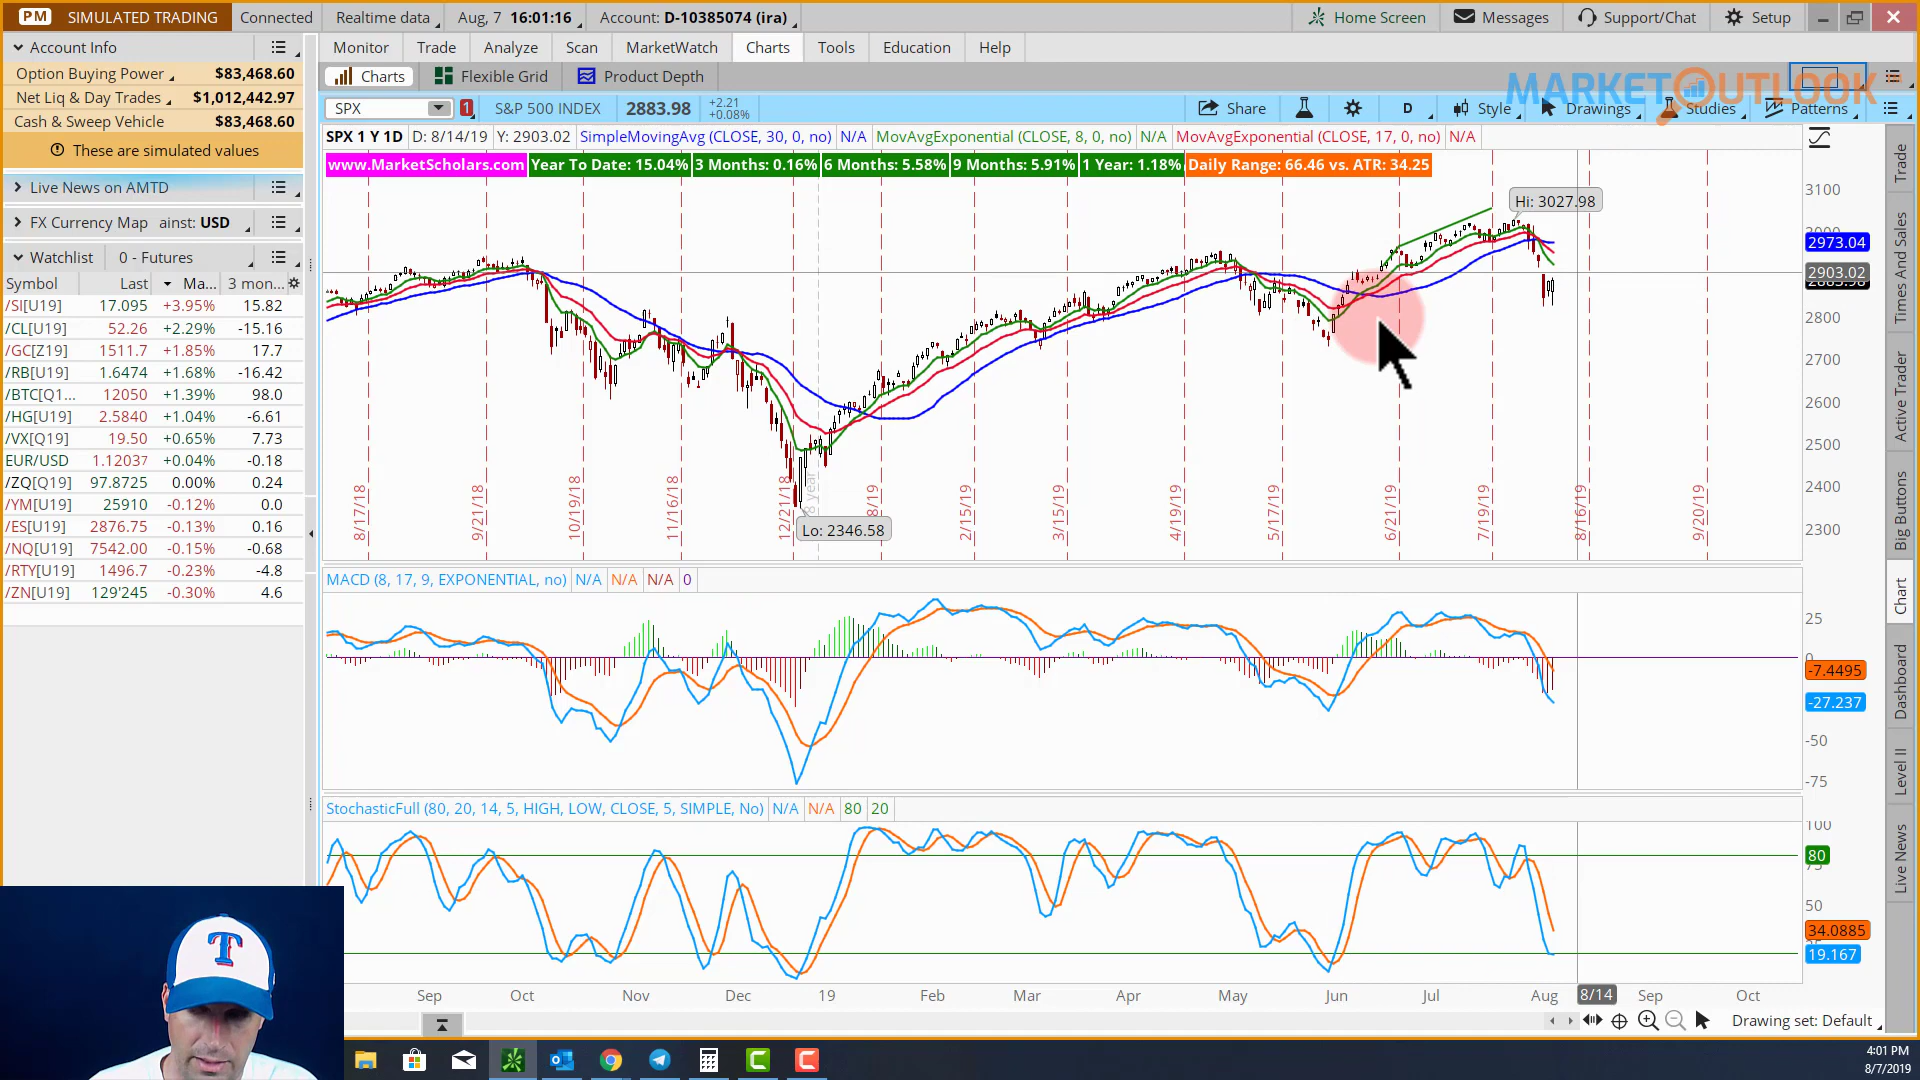 PM SIMULATED TRADING Connected Realtime data Aug, 7 16:01:16 Account: D-10385074 (ira) Home Screen Messages Support/Chat Setup
Account Info
Option Buying Power $83,468.60
Net Liq & Day Trades $1,012,442.97
Cash & Sweep Vehicle $83,468.60
These are simulated values
Live News on AMTD
FX Currency Map ainst: USD
Watchlist 0 - Futures
Symbol Last Ma... 3 mon...
/SI[U19] 17.095 +3.95% 15.82
/CL[U19] 52.26 +2.29% -15.16
/GC[Z19] 1511.7 +1.85% 17.7
/RB[U19] 1.6474 +1.68% -16.42
/BTC[Q1... 12050 +1.39% 98.0
/HG[U19] 2.5840 +1.04% -6.61
/VX[Q19] 19.50 +0.65% 7.73
EUR/USD 1.12037 +0.04% -0.18
/ZQ[Q19] 97.8725 0.00% 0.24
/YM[U19] 25910 -0.12% 0.0
/ES[U19] 2876.75 -0.13% 0.16
/NQ[U19] 7542.00 -0.15% -0.68
/RTY[U19] 1496.7 -0.23% -4.8
/ZN[U19] 129'245 -0.30% 4.6
Monitor Trade Analyze Scan MarketWatch Charts Tools Education Help
Charts Flexible Grid Product Depth
MARKETOUTLOOK
SPX 1 S&P 500 INDEX 2883.98 +2.21 +0.08% Share D Style Drawings Studies Patterns
SPX 1 Y 1D D: 8/14/19 Y: 2903.02 SimpleMovingAvg (CLOSE, 30, 0, no) N/A MovAvgExponential (CLOSE, 8, 0, no) N/A MovAvgExponential (CLOSE, 17, 0, no) N/A
www.MarketScholars.com Year To Date: 15.04% 3 Months: 0.16% 6 Months: 5.58% 9 Months: 5.91% 1 Year: 1.18% Daily Range: 66.46 vs. ATR: 34.25
Hi: 3027.98
Lo: 2346.58
3100
2973.04
2903.02
2800
2700
2600
2500
2400
2300
8/17/18 9/21/18 10/19/18 11/16/18 12/21/18 8/19 2/15/19 3/15/19 4/19/19 5/17/19 6/21/19 7/19/19 8/16/19 9/20/19
MACD (8, 17, 9, EXPONENTIAL, no) N/A N/A N/A 0
25
0
-7.4495
-27.237
-50
-75
StochasticFull (80, 20, 14, 5, HIGH, LOW, CLOSE, 5, SIMPLE, No) N/A N/A 80 20
100
80
75
50
34.0885
19.167
Sep Oct Nov Dec 19 Feb Mar Apr May Jun Jul Aug 8/14 Sep Oct
Drawing set: Default
Trade
Times And Sales
Active Trader
Big Buttons
Chart
Dashboard
Level II
Live News
T
4:01 PM
8/7/2019